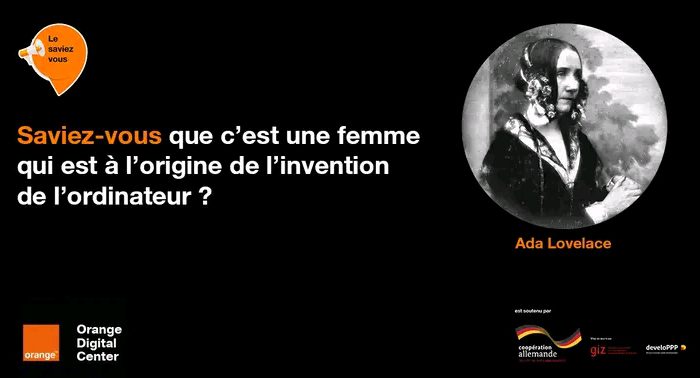 Le
saviez
vous
Saviez-vous que c’est une femme
qui est à l’origine de l’invention
de l’ordinateur ?
Ada Lovelace
orange™
Orange
Digital
Center
est soutenu par
coopération
allemande
giz
develoPPP